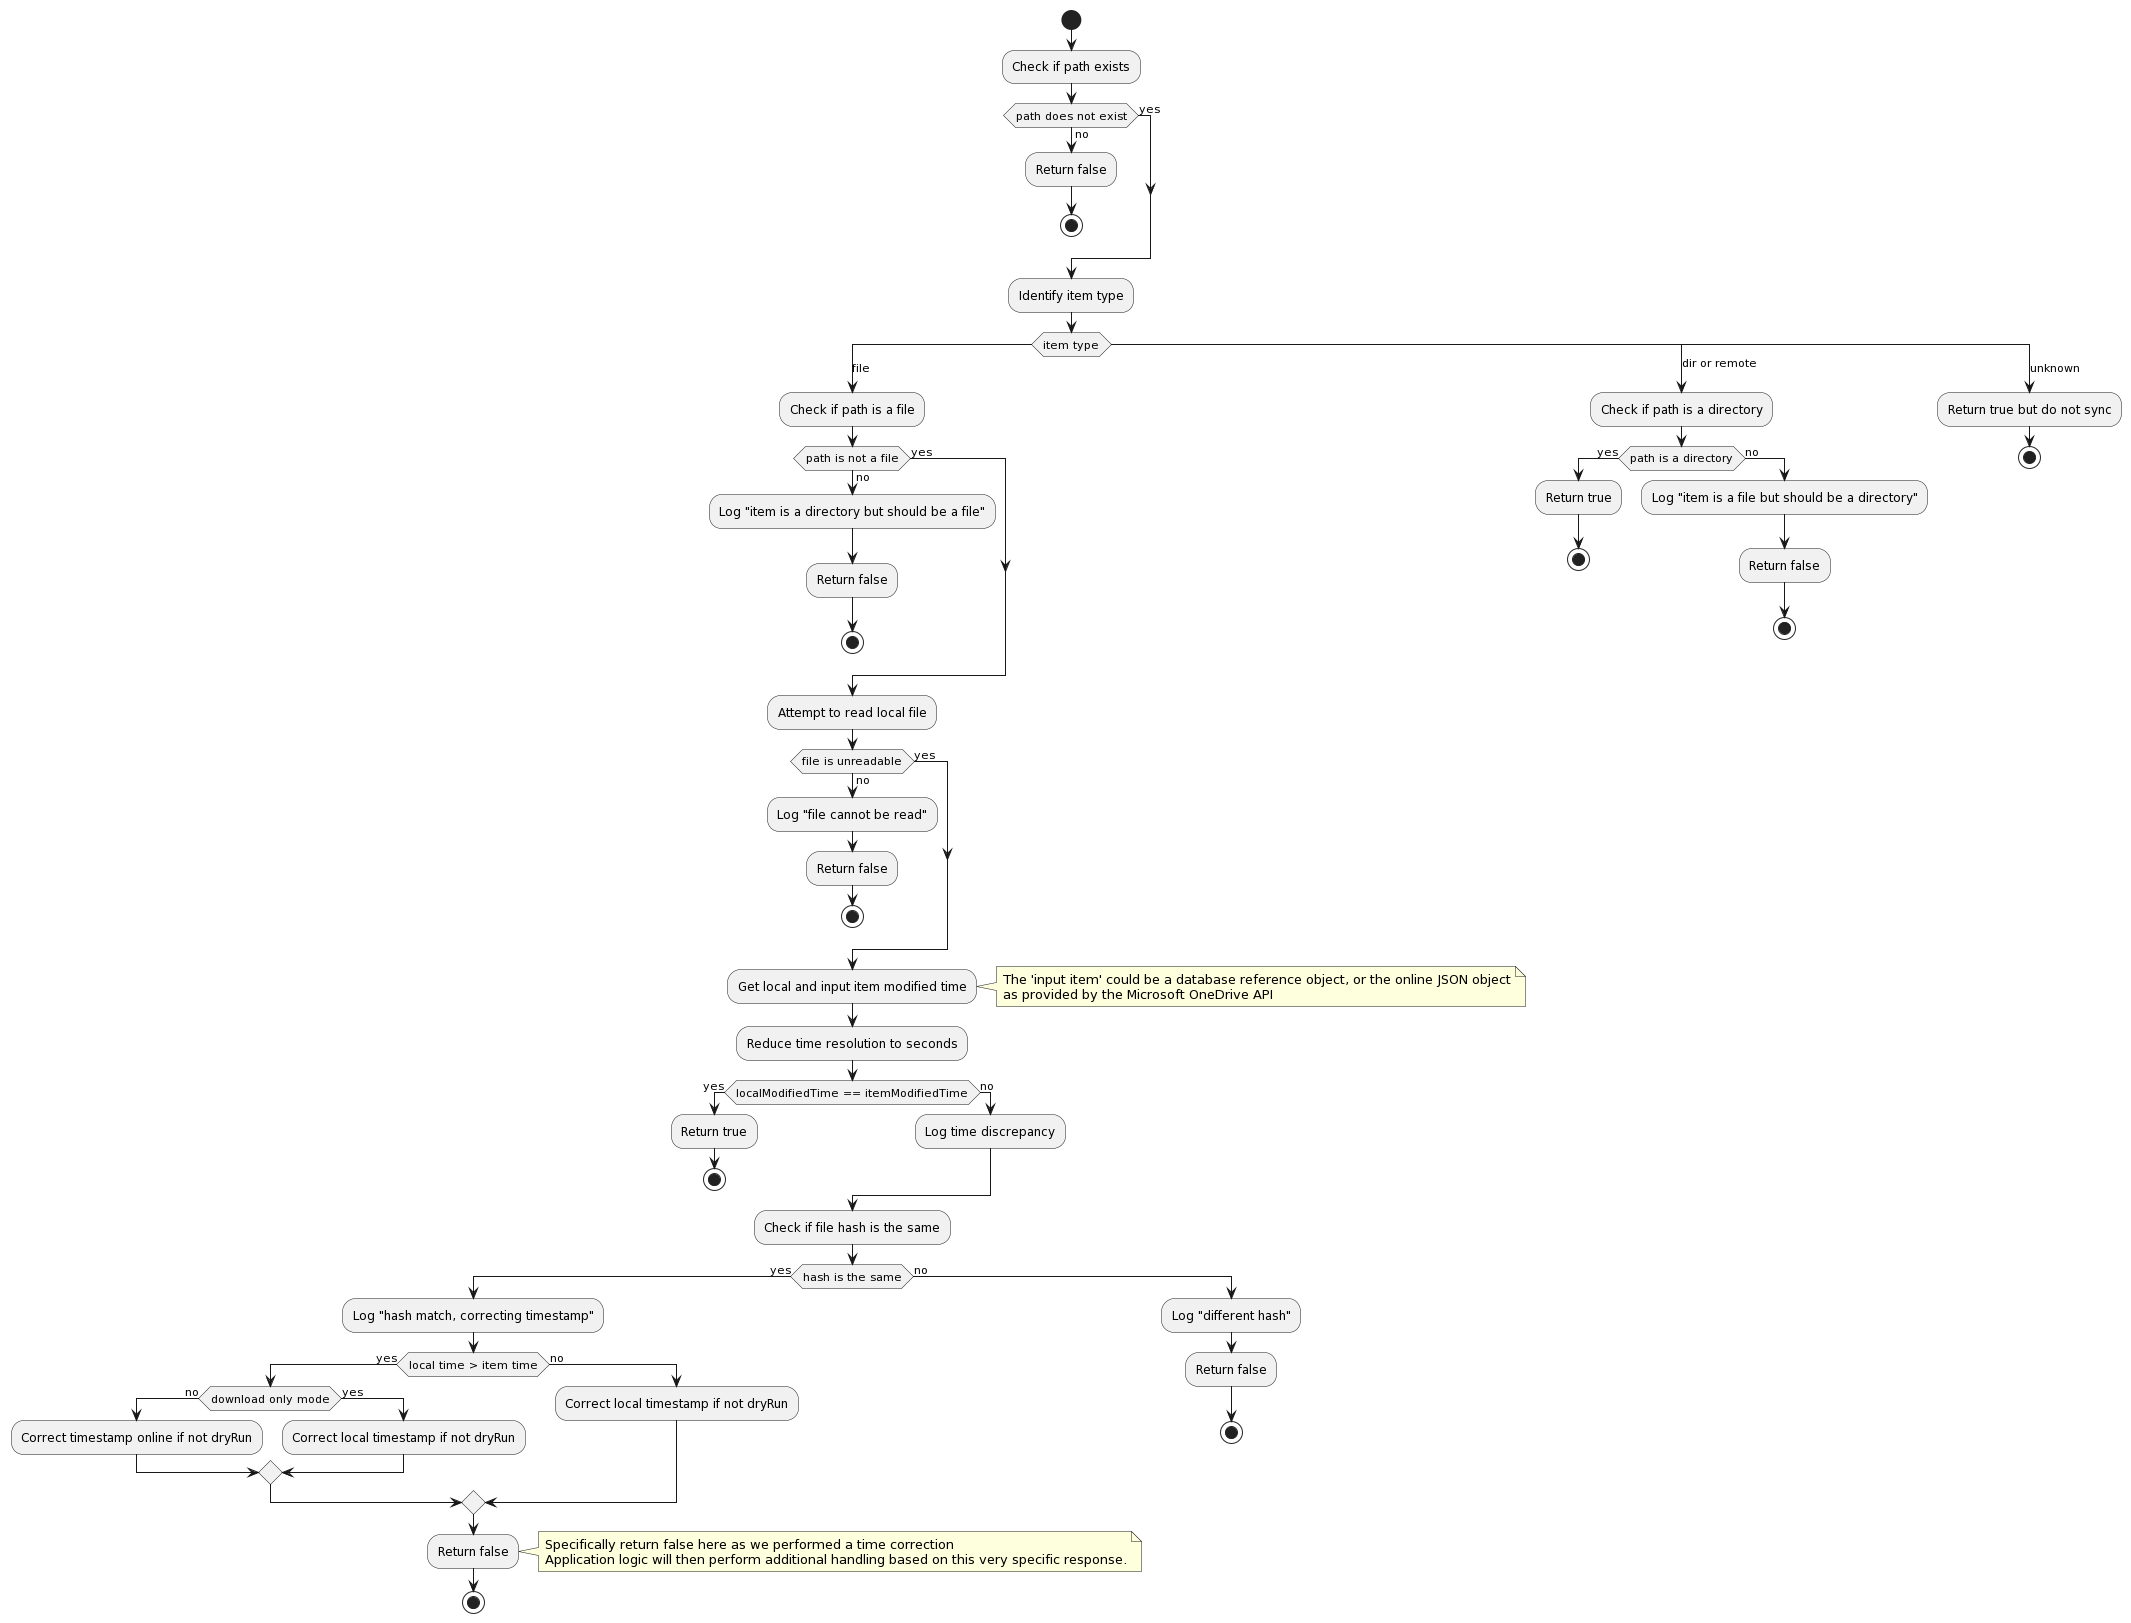 Check if path exists
path does not exist
yes
no
Return false
Identify item type
item type
file
dir or remote
unknown
Check if path is a file
Check if path is a directory
Return true but do not sync
path is not a file
yes
no
yes
path is a directory
no
Log "item is a directory but should be a file"
Return true
Log "item is a file but should be a directory"
Return false
Return false
Attempt to read local file
file is unreadable
yes
no
Log "file cannot be read"
Return false
Get local and input item modified time
The 'input item' could be a database reference object, or the online JSON object
as provided by the Microsoft OneDrive API
Reduce time resolution to seconds
yes
localModifiedTime == itemModifiedTime
no
Return true
Log time discrepancy
Check if file hash is the same
yes
hash is the same
no
Log "hash match, correcting timestamp"
Log "different hash"
yes
local time > item time
no
Return false
no
download only mode
yes
Correct local timestamp if not dryRun
Correct timestamp online if not dryRun
Correct local timestamp if not dryRun
Return false
Specifically return false here as we performed a time correction
Application logic will then perform additional handling based on this very specific response.